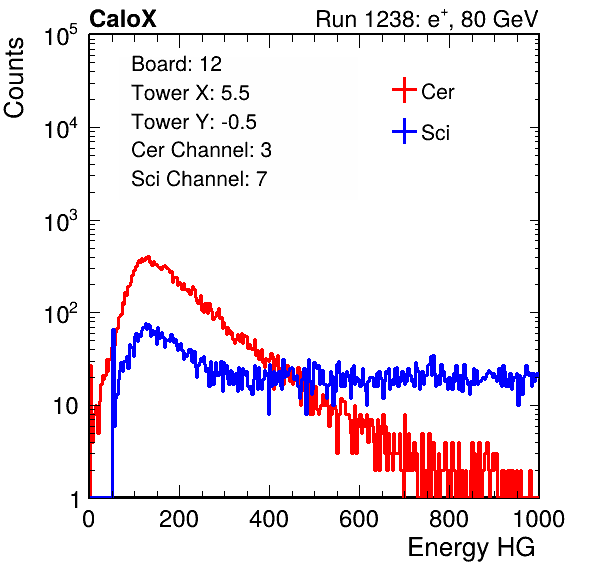 CaloX Run 1238: e⁺, 80 GeV
Counts
10⁵
10⁴
10³
10²
10
1
Board: 12
Tower X: 5.5
Tower Y: -0.5
Cer Channel: 3
Sci Channel: 7
Cer
Sci
0 200 400 600 800 1000
Energy HG